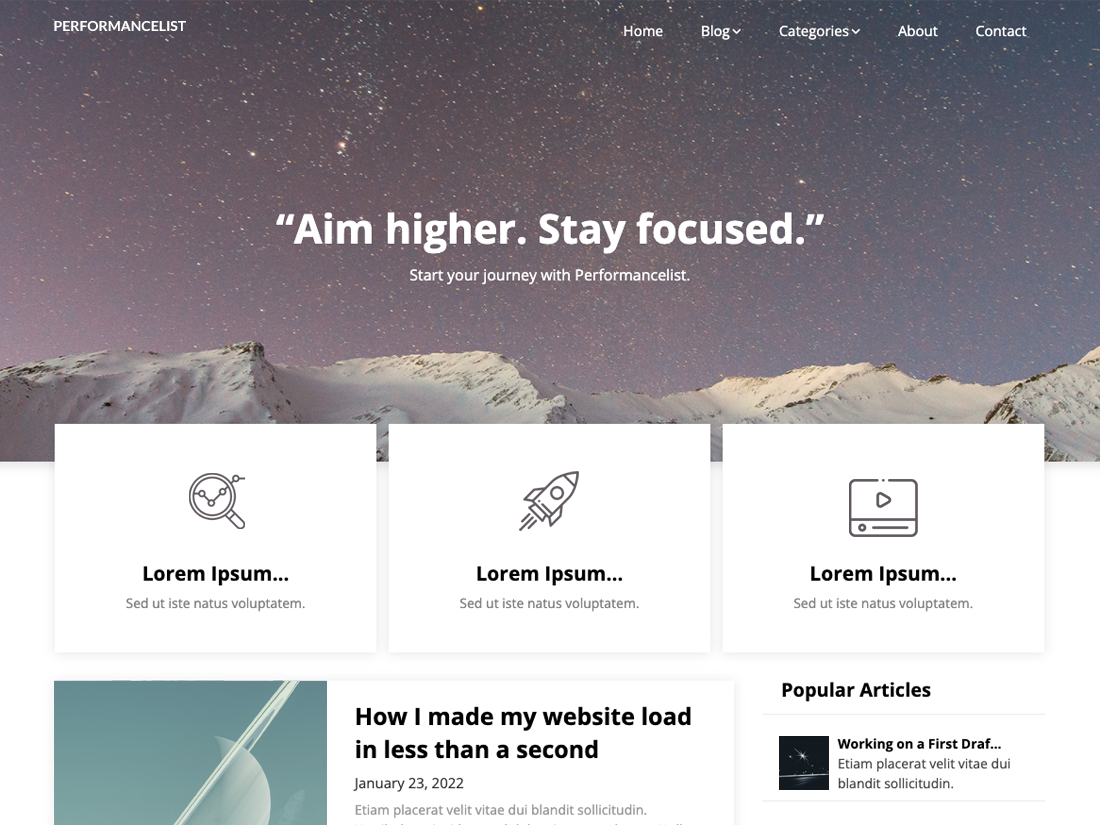 PERFORMANCELIST
Home Blog Categories About Contact
“Aim higher. Stay focused.”
Start your journey with Performancelist.
Lorem Ipsum...
Sed ut iste natus voluptatem.
Lorem Ipsum...
Sed ut iste natus voluptatem.
Lorem Ipsum...
Sed ut iste natus voluptatem.
How I made my website load
in less than a second
January 23, 2022
Etiam placerat velit vitae dui blandit sollicitudin.
Popular Articles
Working on a First Draf...
Etiam placerat velit vitae dui
blandit sollicitudin.